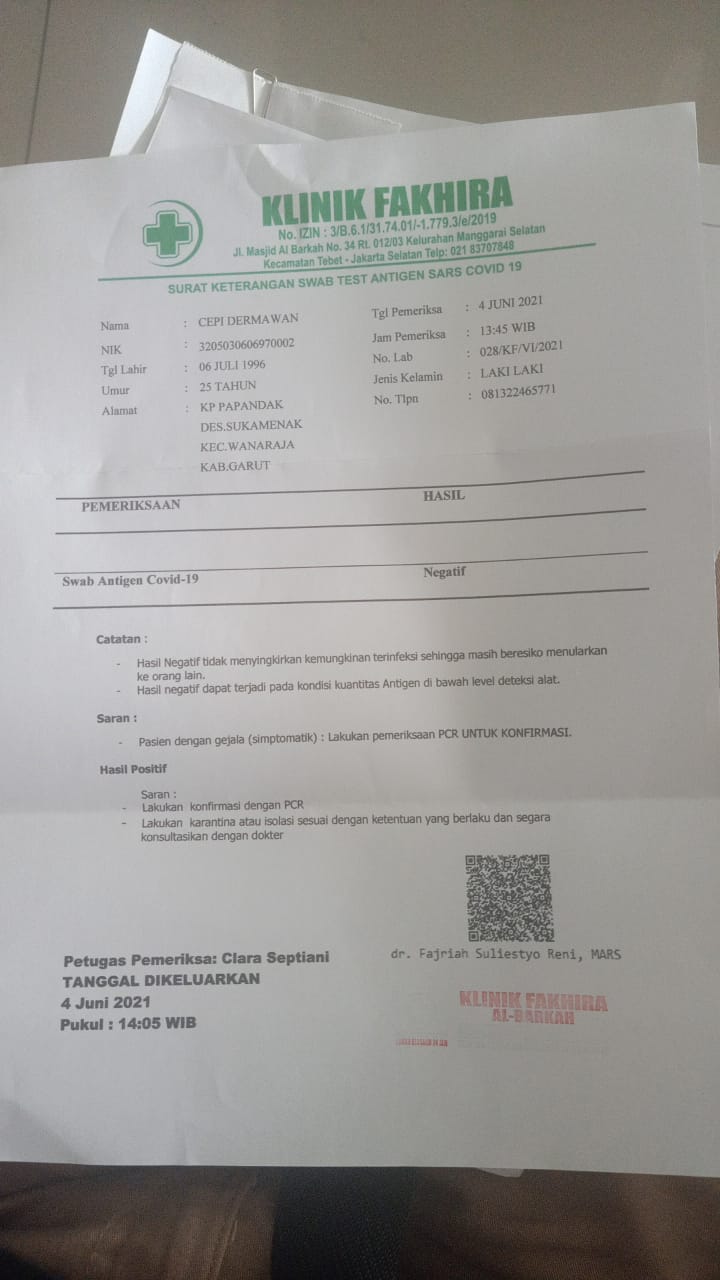 KLINIK FAKHIRA
No. IZIN : 3/B.6.1/31.74.01/-1.779.3/e/2019
Jl. Masjid Al Barkah No. 34 Rt. 012/03 Kelurahan Manggarai Selatan
Kecamatan Tebet - Jakarta Selatan Telp: 021 83707848
SURAT KETERANGAN SWAB TEST ANTIGEN SARS COVID 19
Nama : CEPI DERMAWAN
NIK : 3205030606970002
Tgl Lahir : 06 JULI 1996
Umur : 25 TAHUN
Alamat : KP PAPANDAK
DES.SUKAMENAK
KEC.WANARAJA
KAB.GARUT
Tgl Pemeriksa : 4 JUNI 2021
Jam Pemeriksa : 13:45 WIB
No. Lab : 028/KF/VI/2021
Jenis Kelamin : LAKI LAKI
No. Tlpn : 081322465771
PEMERIKSAAN HASIL
Swab Antigen Covid-19 Negatif
Catatan :
- Hasil Negatif tidak menyingkirkan kemungkinan terinfeksi sehingga masih beresiko menularkan
ke orang lain.
- Hasil negatif dapat terjadi pada kondisi kuantitas Antigen di bawah level deteksi alat.
Saran :
- Pasien dengan gejala (simptomatik) : Lakukan pemeriksaan PCR UNTUK KONFIRMASI.
Hasil Positif
Saran :
- Lakukan konfirmasi dengan PCR
- Lakukan karantina atau isolasi sesuai dengan ketentuan yang berlaku dan segara
konsultasikan dengan dokter
Petugas Pemeriksa: Clara Septiani
TANGGAL DIKELUARKAN
4 Juni 2021
Pukul : 14:05 WIB
dr. Fajriah Suliestyo Reni, MARS
KLINIK FAKHIRA
AL-BARKAH